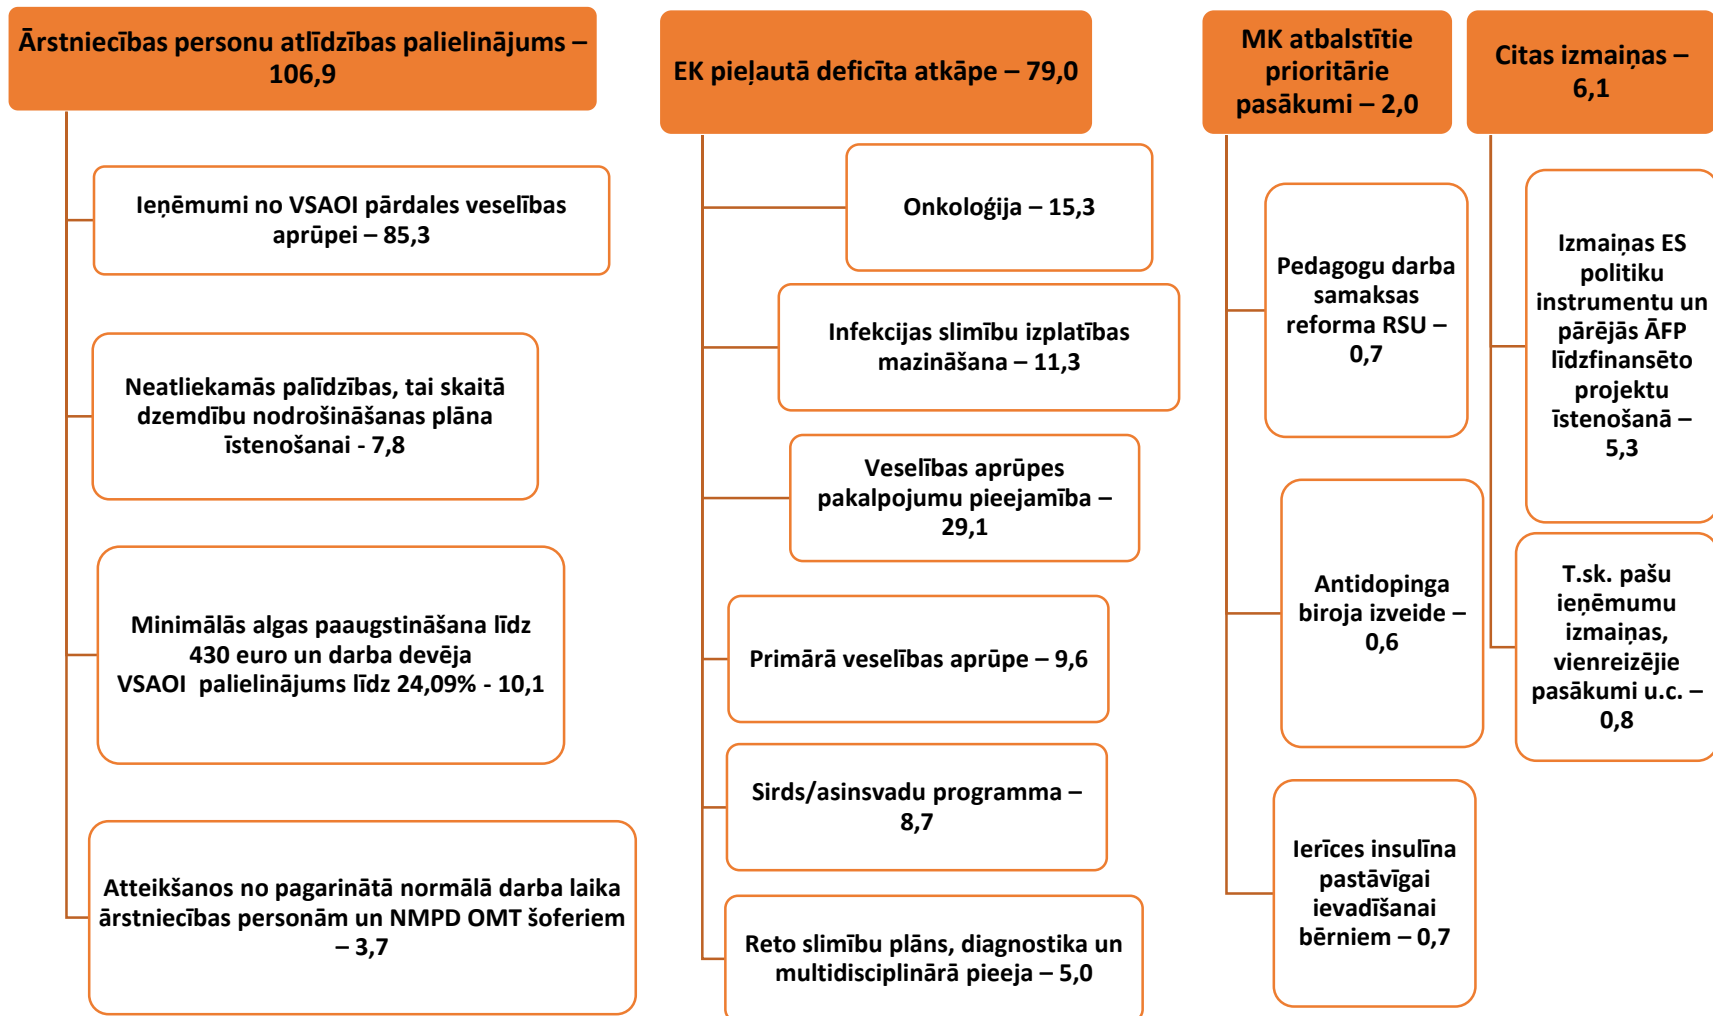 Ārstniecības personu atlīdzības palielinājums –
106,9
Ieņēmumi no VSAOI pārdales veselības
aprūpei – 85,3
Neatliekamās palīdzības, tai skaitā
dzemdību nodrošināšanas plāna
īstenošanai - 7,8
Minimālās algas paaugstināšana līdz
430 euro un darba devēja
VSAOI palielinājums līdz 24,09% - 10,1
Atteikšanos no pagarinātā normālā darba laika
ārstniecības personām un NMPD OMT šoferiem
– 3,7
EK pieļautā deficīta atkāpe – 79,0
Onkoloģija – 15,3
Infekcijas slimību izplatības
mazināšana – 11,3
Veselības aprūpes
pakalpojumu pieejamība –
29,1
Primārā veselības aprūpe – 9,6
Sirds/asinsvadu programma –
8,7
Reto slimību plāns, diagnostika un
multidisciplinārā pieeja – 5,0
MK atbalstītie
prioritārie
pasākumi – 2,0
Pedagogu darba
samaksas
reforma RSU –
0,7
Antidopinga
biroja izveide –
0,6
Ierīces insulīna
pastāvīgai
ievadīšanai
bērniem – 0,7
Citas izmaiņas –
6,1
Izmaiņas ES
politiku
instrumentu un
pārējās ĀFP
līdzfinansēto
projektu
īstenošanā –
5,3
T.sk. pašu
ieņēmumu
izmaiņas,
vienreizējie
pasākumi u.c. –
0,8